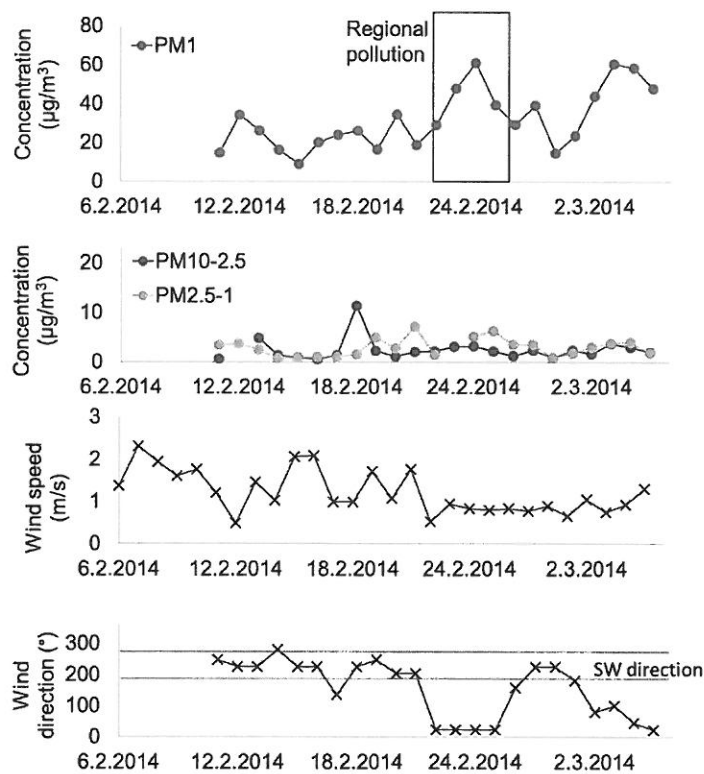 80
60
40
20
0
Concentration
(µg/m³)
PM1
Regional
pollution
6.2.2014 12.2.2014 18.2.2014 24.2.2014 2.3.2014
20
10
0
Concentration
(µg/m³)
PM10-2.5
PM2.5-1
6.2.2014 12.2.2014 18.2.2014 24.2.2014 2.3.2014
3
2
1
0
Wind speed
(m/s)
6.2.2014 12.2.2014 18.2.2014 24.2.2014 2.3.2014
300
200
100
0
Wind
direction (°)
SW direction
6.2.2014 12.2.2014 18.2.2014 24.2.2014 2.3.2014